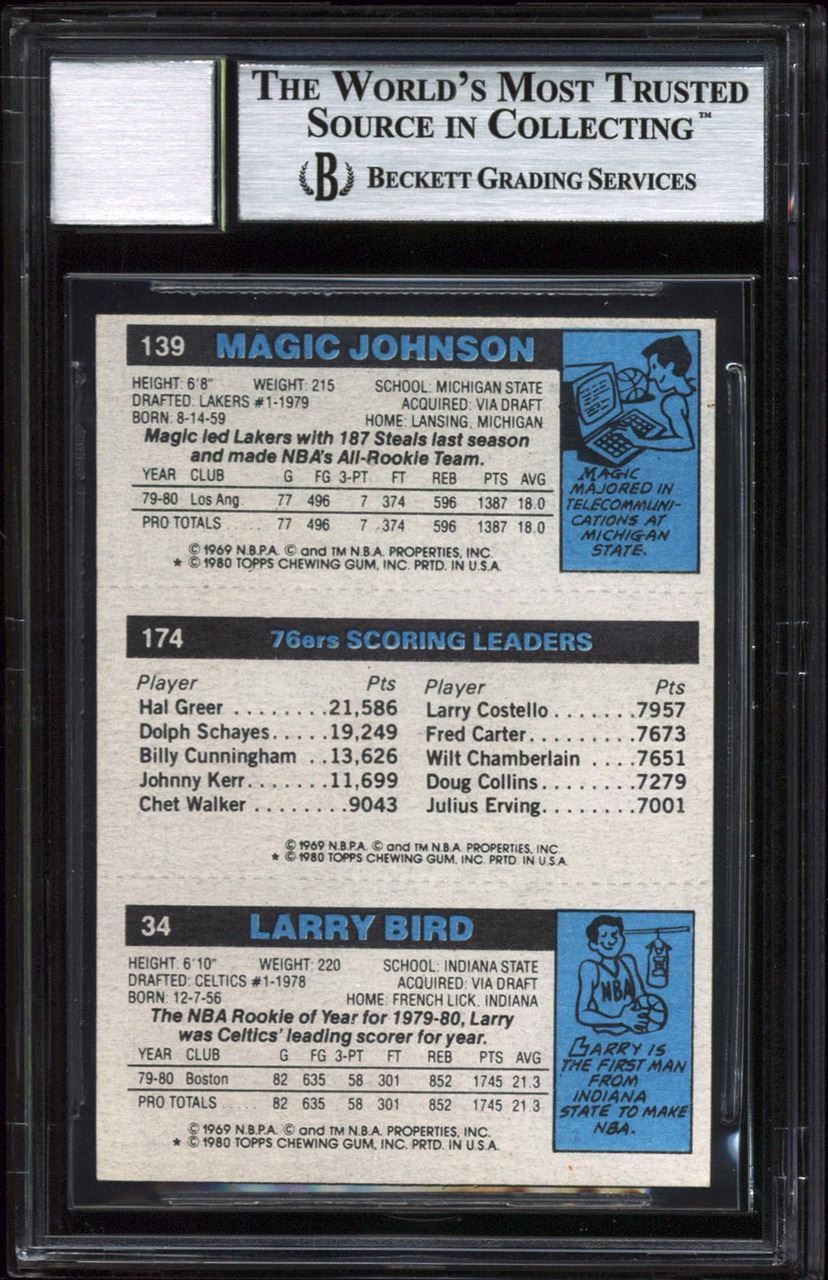 THE WORLD'S MOST TRUSTED
SOURCE IN COLLECTING™
B BECKETT GRADING SERVICES
139 MAGIC JOHNSON
HEIGHT: 6'8" WEIGHT: 215 SCHOOL: MICHIGAN STATE
DRAFTED: LAKERS #1-1979 ACQUIRED: VIA DRAFT
BORN: 8-14-59 HOME: LANSING, MICHIGAN
Magic led Lakers with 187 Steals last season
and made NBA's All-Rookie Team.
YEAR CLUB G FG 3-PT FT REB PTS AVG
79-80 Los Ang. 77 496 7 374 596 1387 18.0
PRO TOTALS ..... 77 496 7 374 596 1387 18.0
© 1969 N.B.P.A. © and TM N.B.A. PROPERTIES, INC.
★ © 1980 TOPPS CHEWING GUM, INC. PRTD. IN U.S.A.
MAGIC
MAJORED IN
TELECOMMUNI-
CATIONS AT
MICHIGAN
STATE.
174 76ers SCORING LEADERS
Player Pts Player Pts
Hal Greer ........21,586 Larry Costello .......7957
Dolph Schayes.....19,249 Fred Carter..........7673
Billy Cunningham ..13,626 Wilt Chamberlain ....7651
Johnny Kerr.......11,699 Doug Collins.........7279
Chet Walker ........9043 Julius Erving.........7001
© 1969 N.B.P.A. © and TM N.B.A. PROPERTIES, INC.
★ © 1980 TOPPS CHEWING GUM, INC. PRTD. IN U.S.A.
34 LARRY BIRD
HEIGHT: 6'10" WEIGHT: 220 SCHOOL: INDIANA STATE
DRAFTED: CELTICS #1-1978 ACQUIRED: VIA DRAFT
BORN: 12-7-56 HOME: FRENCH LICK, INDIANA
The NBA Rookie of Year for 1979-80, Larry
was Celtics' leading scorer for year.
YEAR CLUB G FG 3-PT FT REB PTS AVG
79-80 Boston 82 635 58 301 852 1745 21.3
PRO TOTALS ..... 82 635 58 301 852 1745 21.3
© 1969 N.B.P.A. © and TM N.B.A. PROPERTIES, INC.
★ © 1980 TOPPS CHEWING GUM, INC. PRTD. IN U.S.A.
NBA
LARRY IS
THE FIRST MAN
FROM
INDIANA
STATE TO MAKE
NBA.